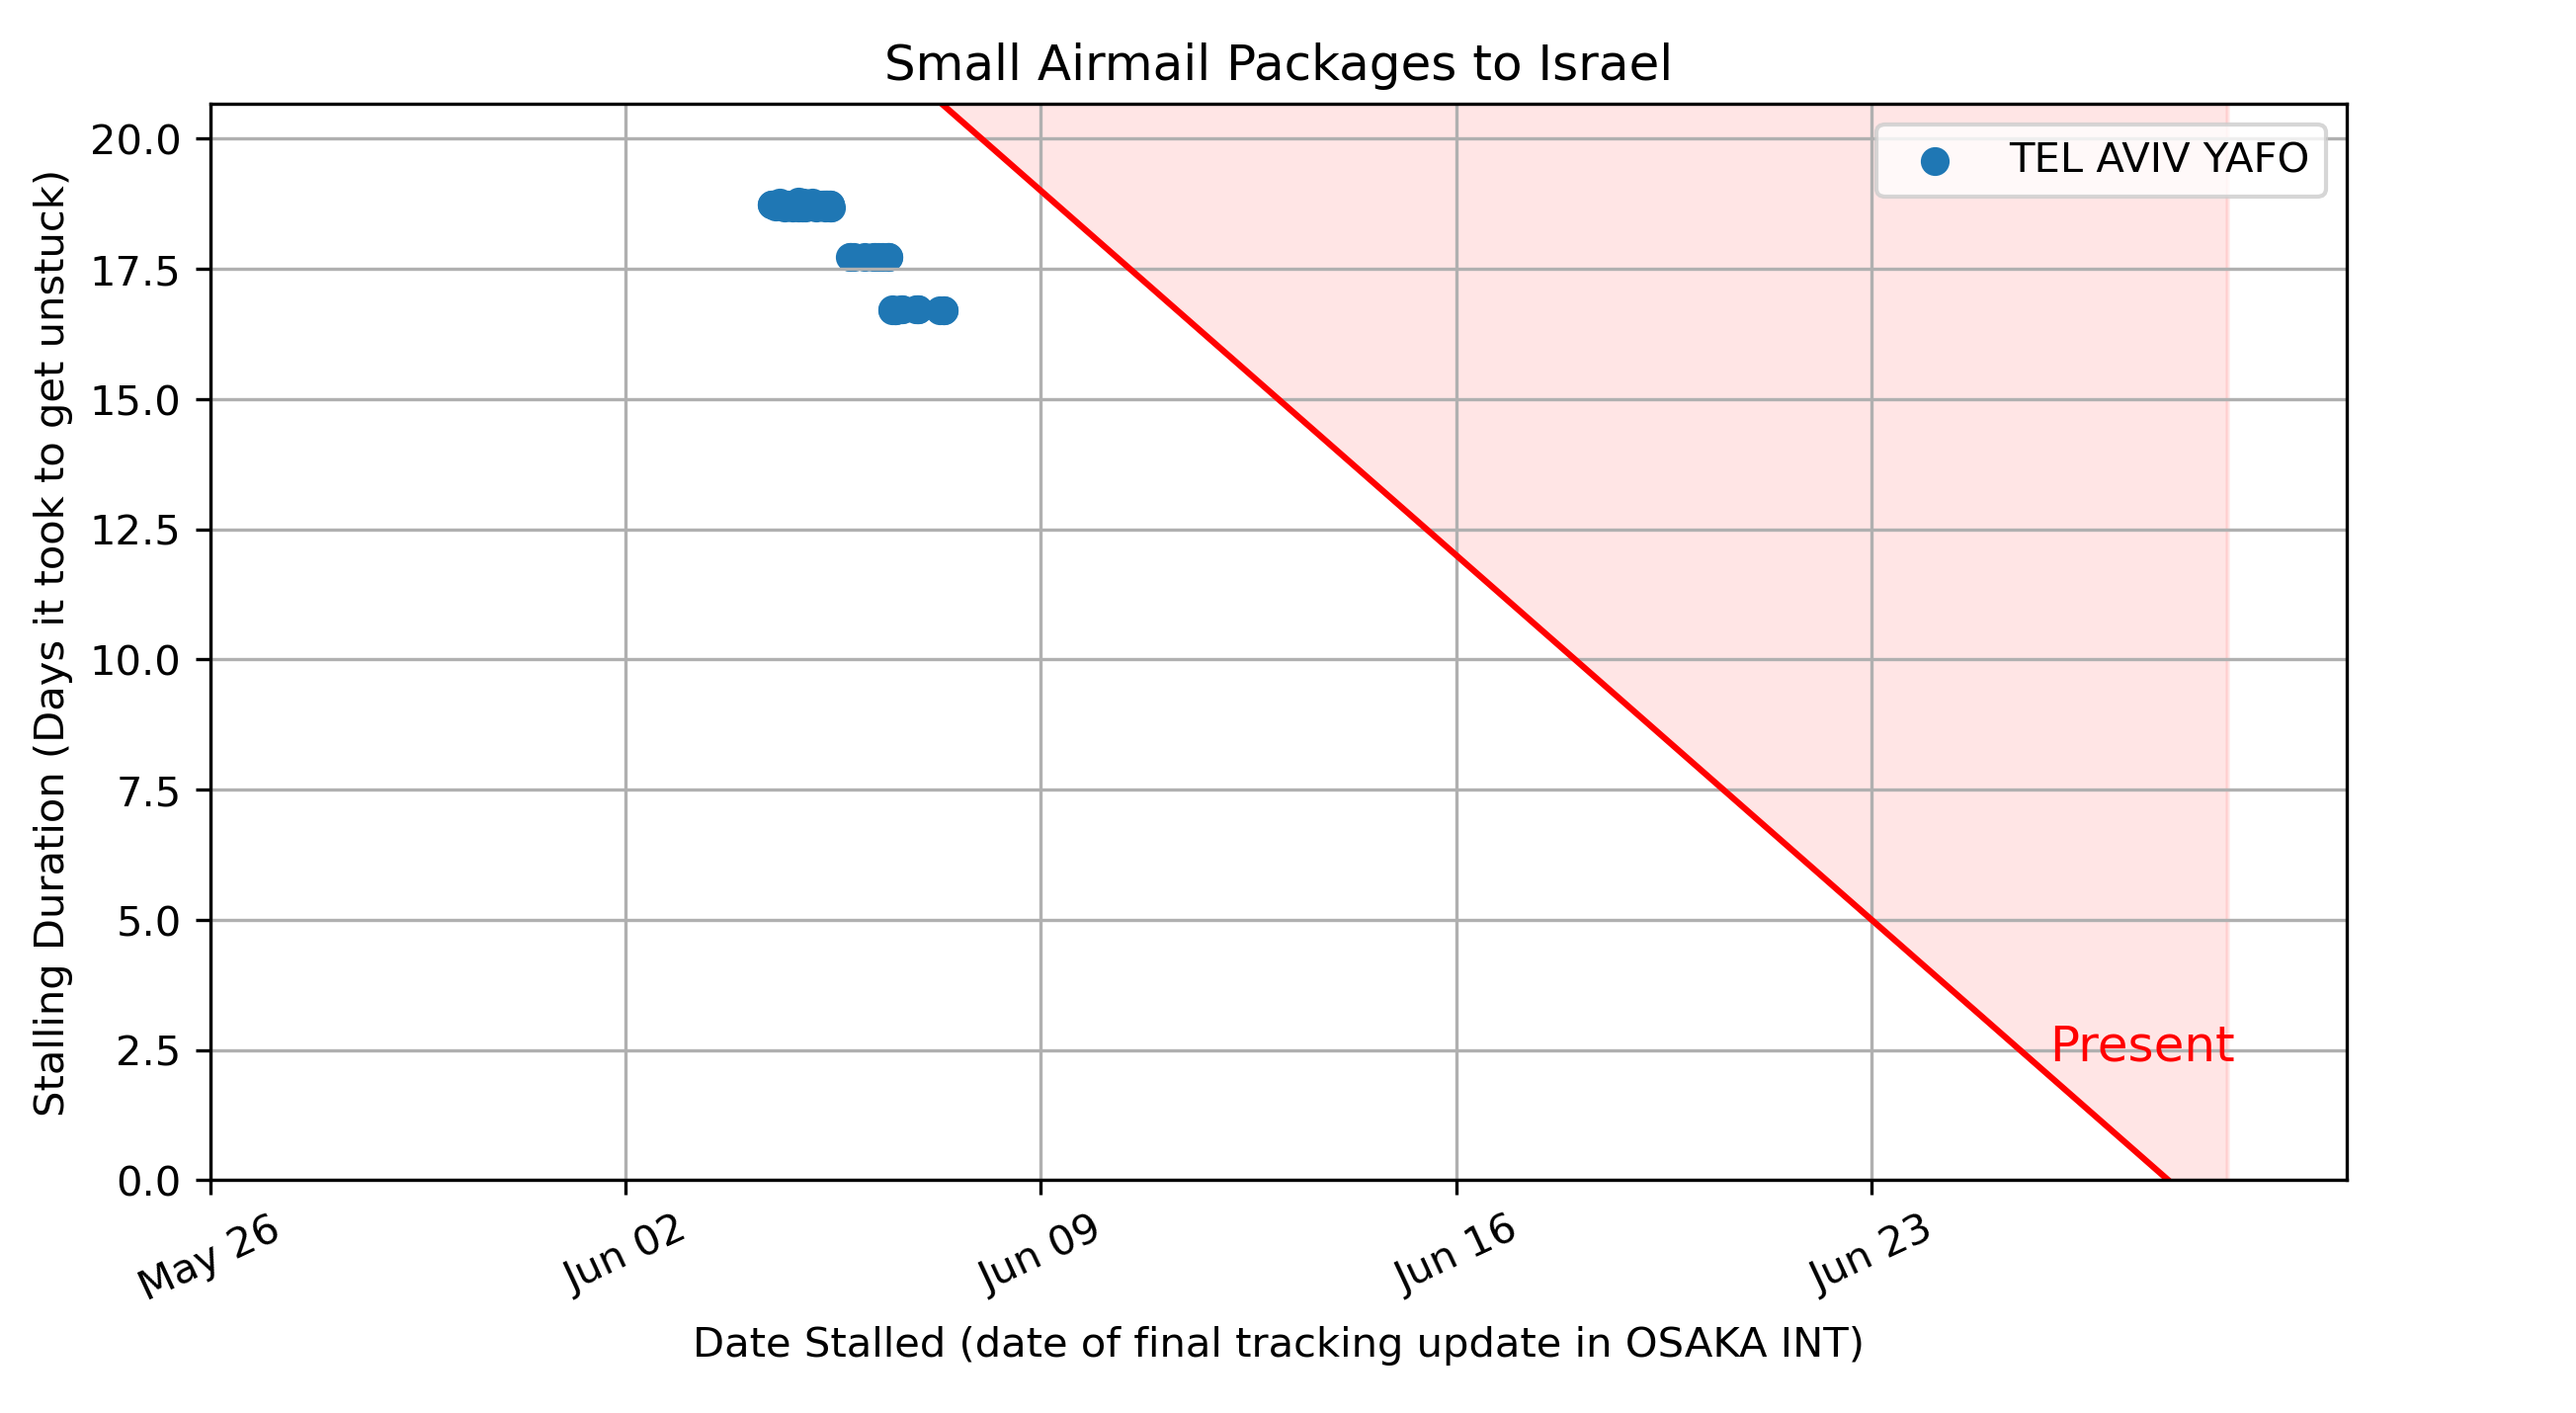 Small Airmail Packages to Israel
20.0
17.5
15.0
12.5
10.0
7.5
5.0
2.5
0.0
Stalling Duration (Days it took to get unstuck)
TEL AVIV YAFO
Present
May 26
Jun 02
Jun 09
Jun 16
Jun 23
Date Stalled (date of final tracking update in OSAKA INT)